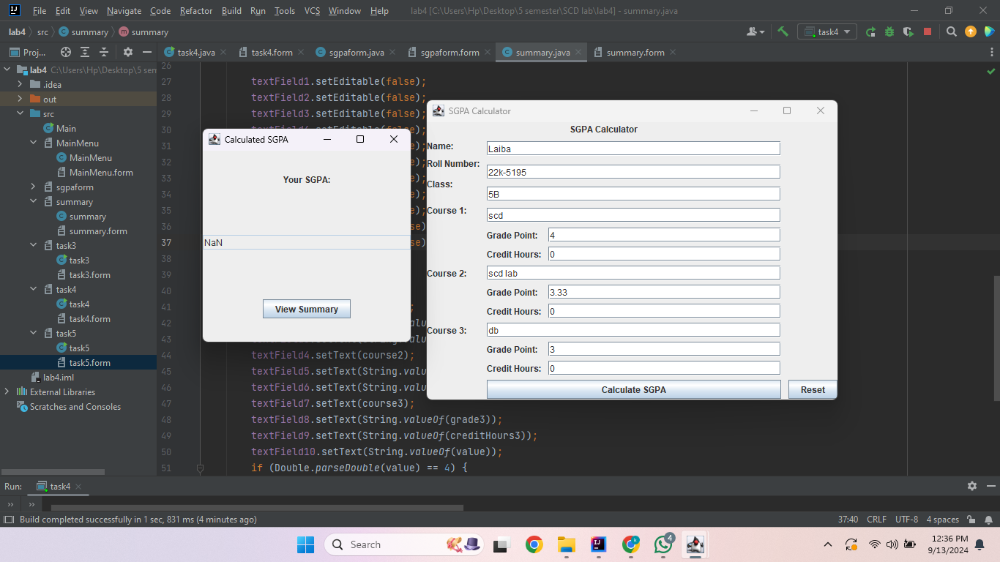 File Edit View Navigate Code Refactor Build Run Tools VCS Window Help lab4 [C:\Users\Hp\Desktop\5 semester\SCD lab\lab4] - summary.java
lab4 src summary summary task4
Proj... task4.java task4.form sgpaform.java sgpaform.form summary.java summary.form
lab4 C:\Users\Hp\Desktop\5 sem
.idea
out
src
Main
MainMenu
MainMenu
MainMenu.form
sgpaform
summary
summary
summary.form
task3
task3
task3.form
task4
task4
task4.form
task5
task5
task5.form
lab4.iml
External Libraries
Scratches and Consoles
26
27 textField1.setEditable(false);
28 textField2.setEditable(false);
29 textField3.setEditable(false);
30
31
32
33
34
35
36
37
38
39
40
41
42
43
44 textField4.setText(course2);
45 textField5.setText(String.valu
46 textField6.setText(String.valu
47 textField7.setText(course3);
48 textField8.setText(String.valueOf(grade3));
49 textField9.setText(String.valueOf(creditHours3));
50 textField10.setText(String.valueOf(value));
51 if (Double.parseDouble(value) == 4) {
Calculated SGPA
Your SGPA:
NaN
View Summary
SGPA Calculator
SGPA Calculator
Name: Laiba
Roll Number: 22k-5195
Class: 5B
Course 1: scd
Grade Point: 4
Credit Hours: 0
Course 2: scd lab
Grade Point: 3.33
Credit Hours: 0
Course 3: db
Grade Point: 3
Credit Hours: 0
Calculate SGPA Reset
Run: task4
Build completed successfully in 1 sec, 831 ms (4 minutes ago) 37:40 CRLF UTF-8 4 spaces
Search 4 12:36 PM
9/13/2024